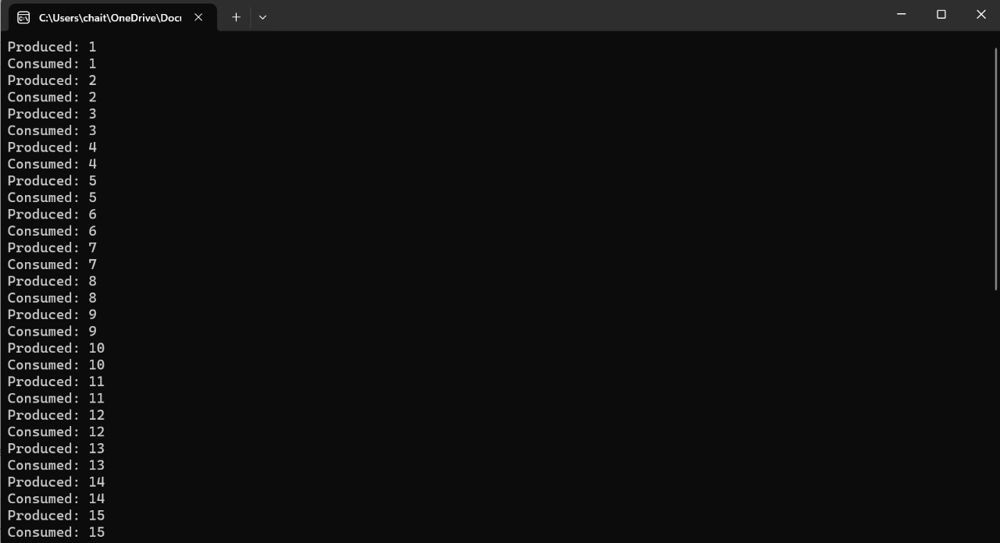 C:\Users\chait\OneDrive\Docu
Produced: 1
Consumed: 1
Produced: 2
Consumed: 2
Produced: 3
Consumed: 3
Produced: 4
Consumed: 4
Produced: 5
Consumed: 5
Produced: 6
Consumed: 6
Produced: 7
Consumed: 7
Produced: 8
Consumed: 8
Produced: 9
Consumed: 9
Produced: 10
Consumed: 10
Produced: 11
Consumed: 11
Produced: 12
Consumed: 12
Produced: 13
Consumed: 13
Produced: 14
Consumed: 14
Produced: 15
Consumed: 15